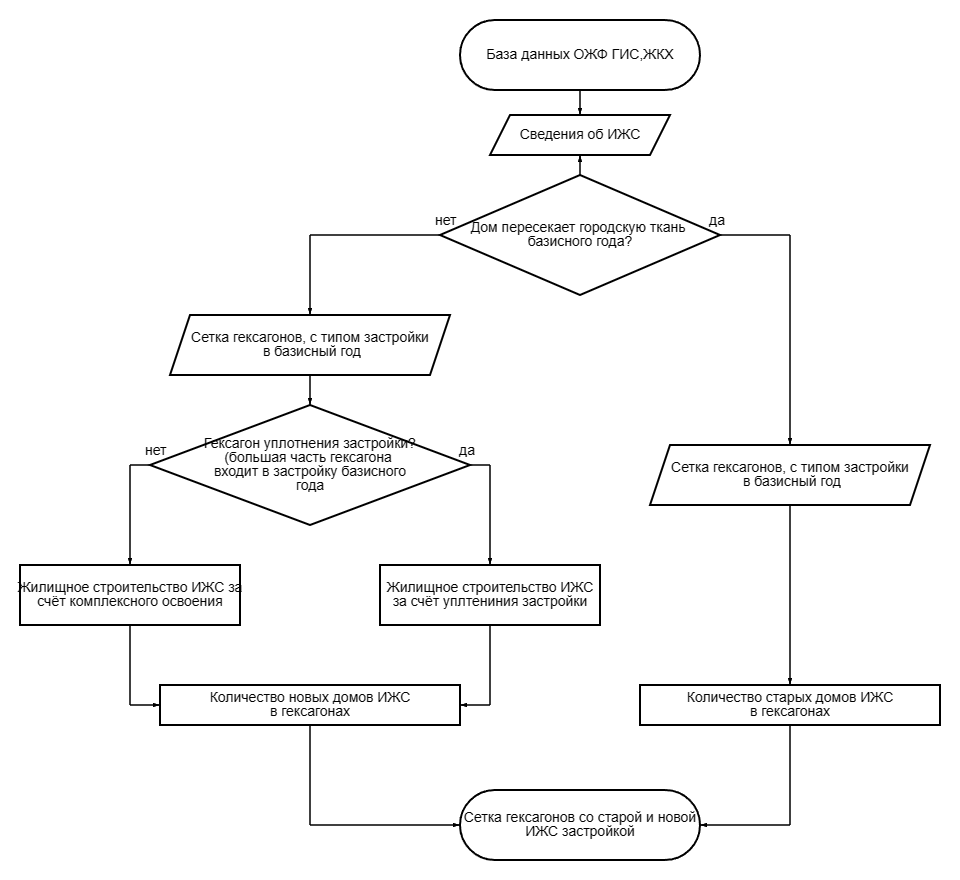 База данных ОЖФ ГИС,ЖКХ
Сведения об ИЖС
нет
да
Дом пересекает городскую ткань
базисного года?
Сетка гексагонов, с типом застройки
в базисный год
нет
да
Гексагон уплотнения застройки?
(большая часть гексагона
входит в застройку базисного
года
Сетка гексагонов, с типом застройки
в базисный год
Жилищное строительство ИЖС за
счёт комплексного освоения
Жилищное строительство ИЖС
за счёт уплтениния застройки
Количество новых домов ИЖС
в гексагонах
Количество старых домов ИЖС
в гексагонах
Сетка гексагонов со старой и новой
ИЖС застройкой